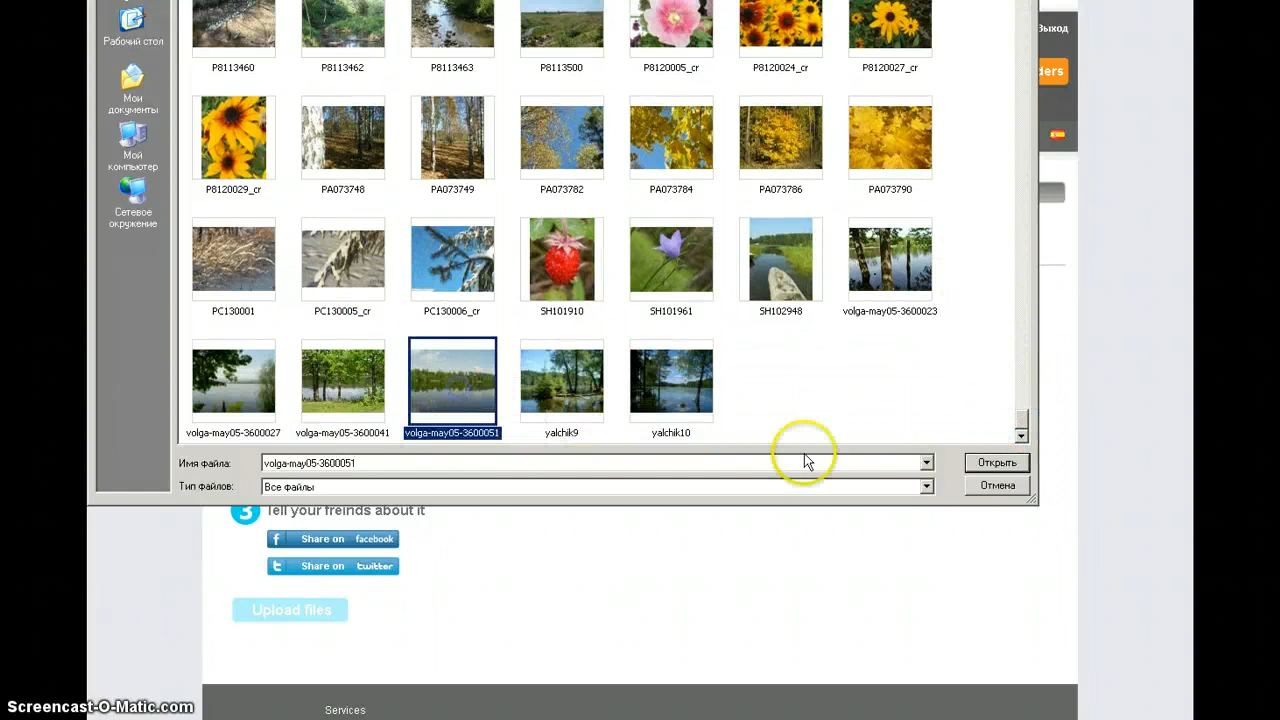 Выход
ders
Рабочий стол
Мои документы
Мой компьютер
Сетевое окружение
P8113460
P8113462
P8113463
P8113500
P8120005_cr
P8120024_cr
P8120027_cr
P8120029_cr
PA073748
PA073749
PA073782
PA073784
PA073786
PA073790
PC130001
PC130005_cr
PC130006_cr
SH101910
SH101961
SH102948
volga-may05-3600023
volga-may05-3600027
volga-may05-3600041
volga-may05-3600051
yalchik9
yalchik10
Имя файла:
volga-may05-3600051
Открыть
Тип файлов:
Все файлы
Отмена
3 Tell your freinds about it
f Share on facebook
t Share on twitter
Upload files
Services
Screencast-O-Matic.com